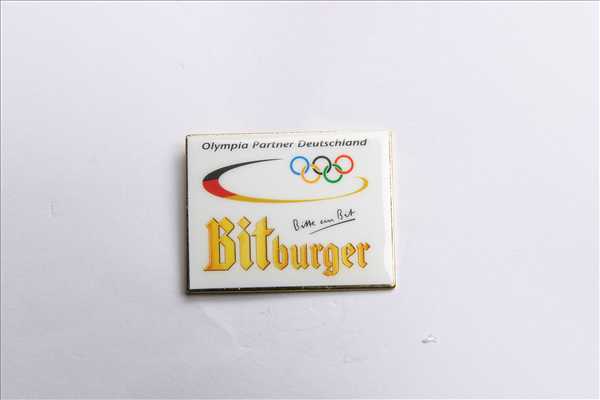 Olympia Partner Deutschland
Bitte ein Bit
Bitburger